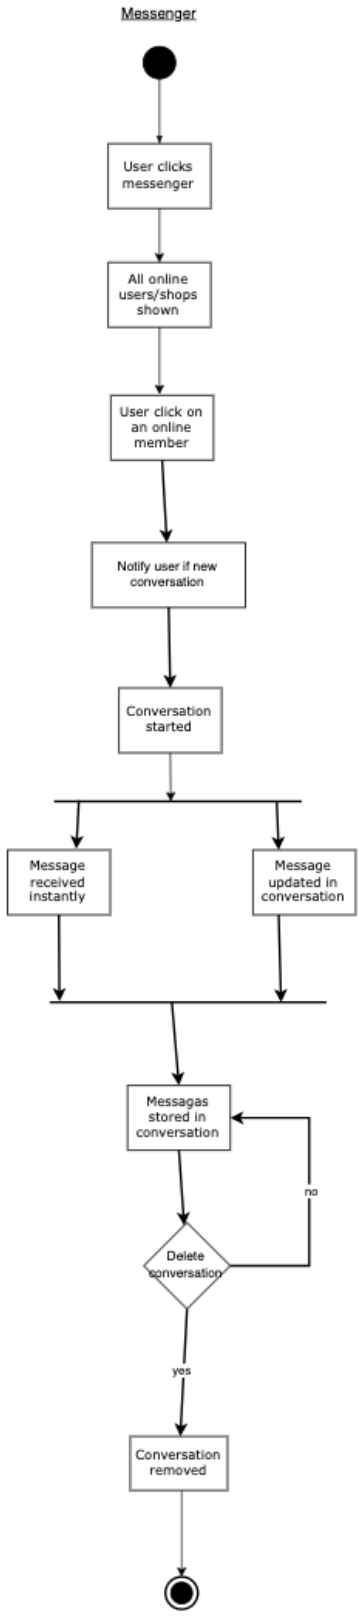 Messenger
User clicks
messenger
All online
users/shops
shown
User click on
an online
member
Notify user if new
conversation
Conversation
started
Message
received
instantly
Message
updated in
conversation
Messagas
stored in
conversation
no
Delete
conversation
yes
Conversation
removed